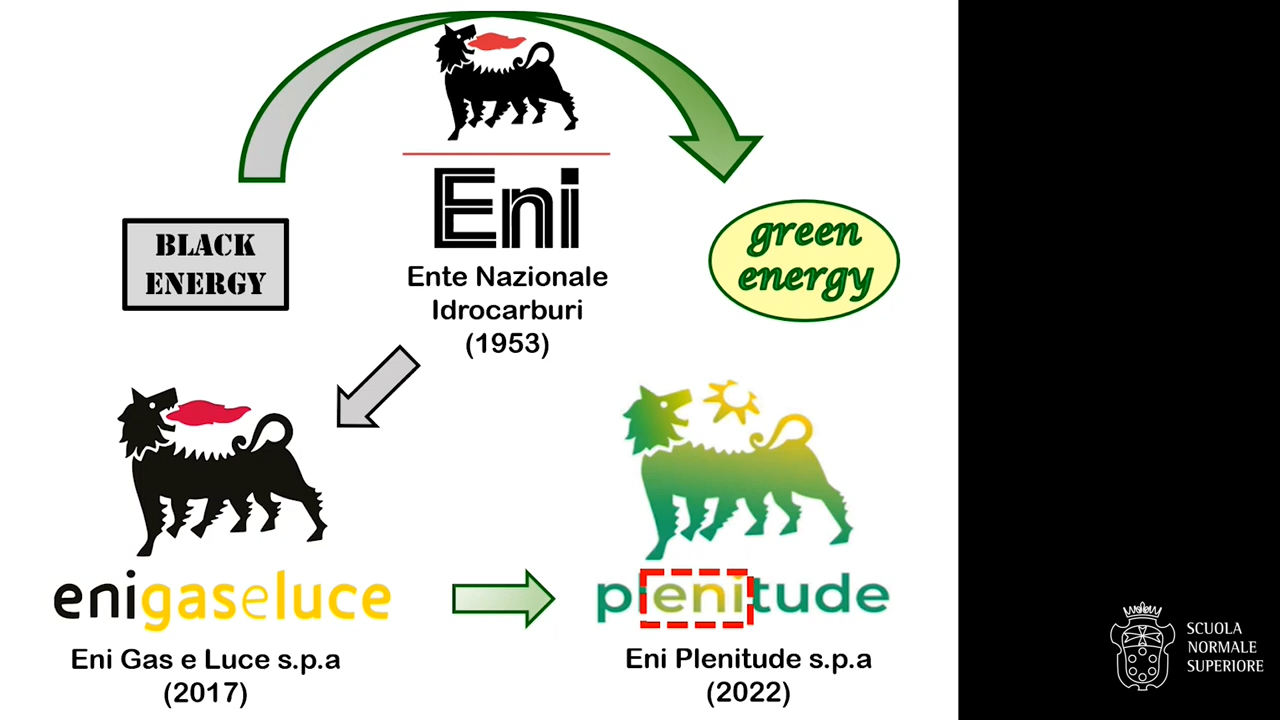 Eni
Ente Nazionale
Idrocarburi
(1953)
BLACK
ENERGY
green
energy
enigaseluce
Eni Gas e Luce s.p.a
(2017)
plenitude
Eni Plenitude s.p.a
(2022)
SCUOLA
NORMALE
SUPERIORE